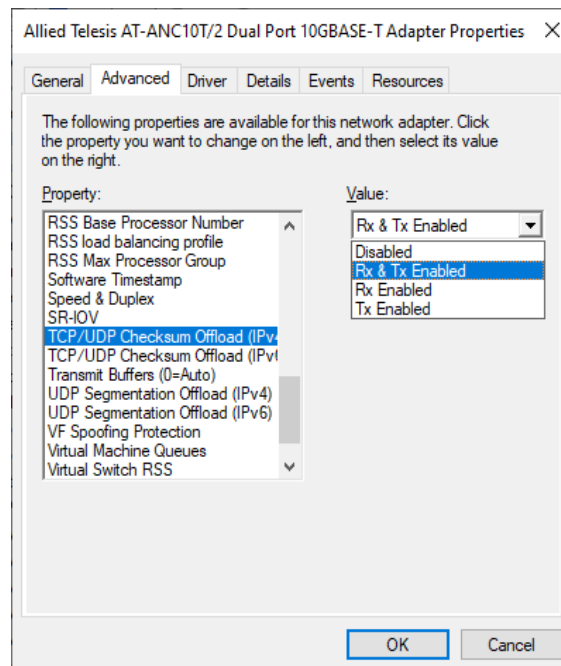 Allied Telesis AT-ANC10T/2 Dual Port 10GBASE-T Adapter Properties
General Advanced Driver Details Events Resources
The following properties are available for this network adapter. Click
the property you want to change on the left, and then select its value
on the right.
Property:
RSS Base Processor Number
RSS load balancing profile
RSS Max Processor Group
Software Timestamp
Speed & Duplex
SR-IOV
TCP/UDP Checksum Offload (IPv4
TCP/UDP Checksum Offload (IPv6
Transmit Buffers (0=Auto)
UDP Segmentation Offload (IPv4)
UDP Segmentation Offload (IPv6)
VF Spoofing Protection
Virtual Machine Queues
Virtual Switch RSS
Value:
Rx & Tx Enabled
Disabled
Rx & Tx Enabled
Rx Enabled
Tx Enabled
OK Cancel